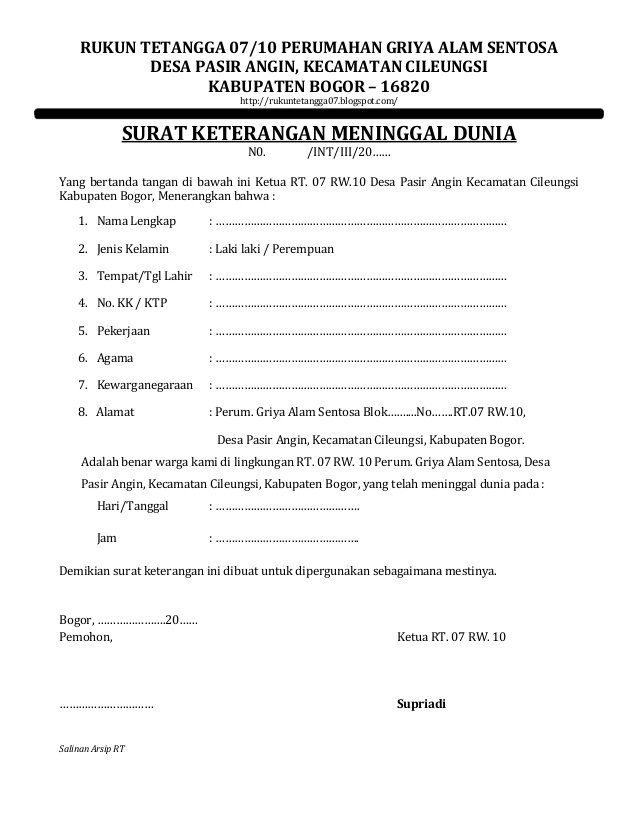 RUKUN TETANGGA 07/10 PERUMAHAN GRIYA ALAM SENTOSA
DESA PASIR ANGIN, KECAMATAN CILEUNGSI
KABUPATEN BOGOR – 16820
http://rukuntetangga07.blogspot.com/
SURAT KETERANGAN MENINGGAL DUNIA
N0. /INT/III/20……
Yang bertanda tangan di bawah ini Ketua RT. 07 RW.10 Desa Pasir Angin Kecamatan Cileungsi
Kabupaten Bogor, Menerangkan bahwa :
1. Nama Lengkap : ……………………………………………………………………………………
2. Jenis Kelamin : Laki laki / Perempuan
3. Tempat/Tgl Lahir : ……………………………………………………………………………………
4. No. KK / KTP : ……………………………………………………………………………………
5. Pekerjaan : ……………………………………………………………………………………
6. Agama : ……………………………………………………………………………………
7. Kewarganegaraan : ……………………………………………………………………………………
8. Alamat : Perum. Griya Alam Sentosa Blok……….No…….RT.07 RW.10,
Desa Pasir Angin, Kecamatan Cileungsi, Kabupaten Bogor.
Adalah benar warga kami di lingkungan RT. 07 RW. 10 Perum. Griya Alam Sentosa, Desa
Pasir Angin, Kecamatan Cileungsi, Kabupaten Bogor, yang telah meninggal dunia pada :
Hari/Tanggal : ……………………………………….
Jam : ……………………………………….
Demikian surat keterangan ini dibuat untuk dipergunakan sebagaimana mestinya.
Bogor, ………………….20……
Pemohon, Ketua RT. 07 RW. 10
………………………… Supriadi
Salinan Arsip RT